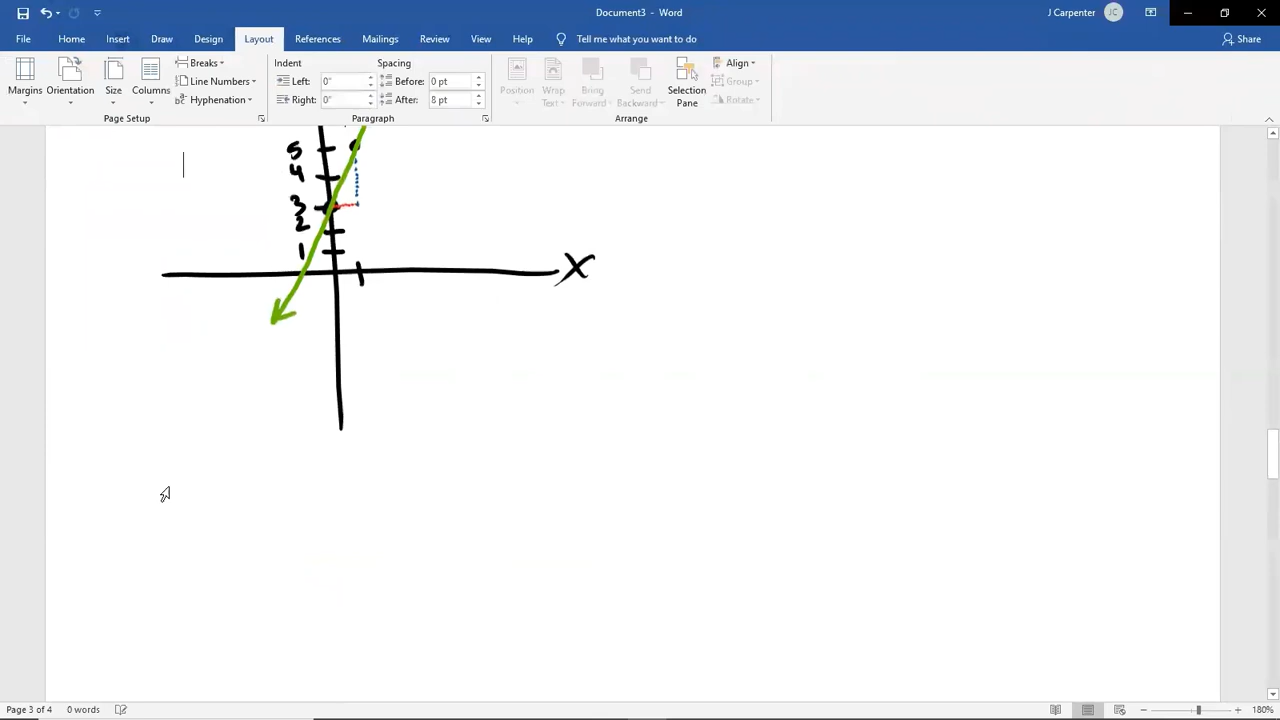 Document3 - Word
J Carpenter JC
File Home Insert Draw Design Layout References Mailings Review View Help Tell me what you want to do Share
Margins Orientation Size Columns
Breaks
Line Numbers
Hyphenation
Page Setup
Indent
Left: 0"
Right: 0"
Spacing
Before: 0 pt
After: 8 pt
Paragraph
Position
Wrap Text
Bring Forward
Send Backward
Selection Pane
Align
Group
Rotate
Arrange
5
4
3
2
1
X
Page 3 of 4 0 words 180%